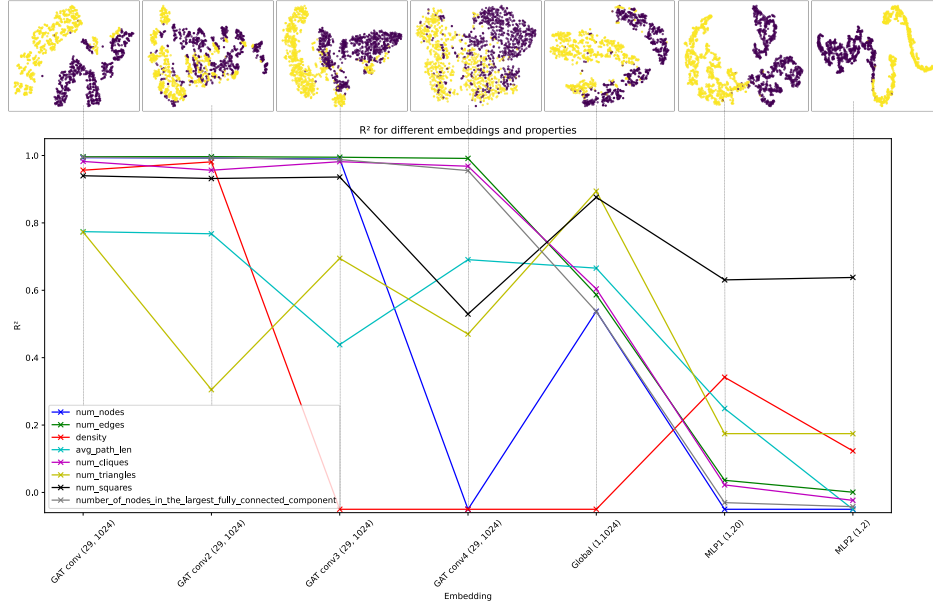 R² for different embeddings and properties
1.0
0.8
0.6
0.4
0.2
0.0
R²
num_nodes
num_edges
density
avg_path_len
num_cliques
num_triangles
num_squares
number_of_nodes_in_the_largest_fully_connected_component
GAT conv (29, 1024)
GAT conv2 (29, 1024)
GAT conv3 (29, 1024)
GAT conv4 (29, 1024)
Global (1,1024)
MLP1 (1,20)
MLP2 (1,2)
Embedding